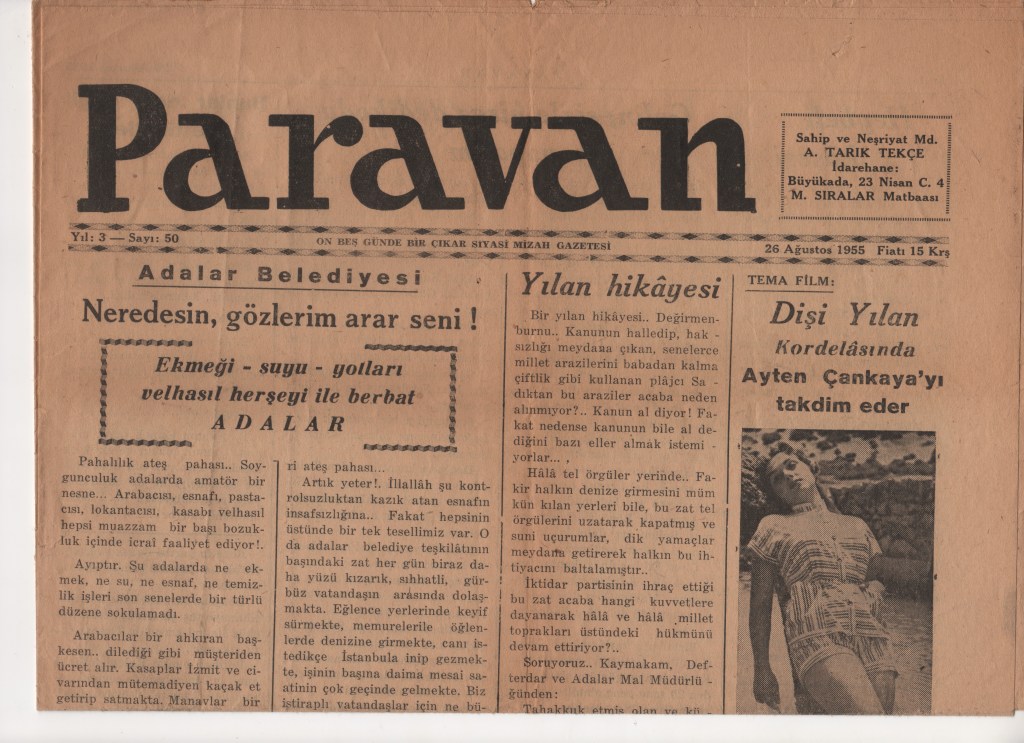 Paravan
Sahip ve Neşriyat Md.
A. TARIK TEKÇE
İdarehane:
Büyükada, 23 Nisan C. 4
M. SIRALAR Matbaası
Yıl: 3 — Sayı: 50
ON BEŞ GÜNDE BİR ÇIKAR SİYASİ MİZAH GAZETESİ
26 Ağustos 1955 Fiatı 15 Krş
Adalar Belediyesi
Neredesin, gözlerim arar seni !
Ekmeği - suyu - yolları
velhasıl herşeyi ile berbat
ADALAR
Pahalılık ateş pahası.. Soy-
gunculuk adalarda amatör bir
nesne... Arabacısı, esnafı, pasta-
cısı, lokantacısı, kasabı velhasıl
hepsi muazzam bir başı bozuk-
luk içinde icrai faaliyet ediyor!.
Ayıptır. Şu adalarda ne ek-
mek, ne su, ne esnaf, ne temiz-
lik işleri son senelerde bir türlü
düzene sokulamadı.
Arabacılar bir ahkıran baş-
kesen.. dilediği gibi müşteriden
ücret alır. Kasaplar İzmit ve ci-
varından mütemadiyen kaçak et
getirip satmakta. Manavlar bir
ri ateş pahası...
Artık yeter!. İllallâh şu kont-
rolsuzluktan kazık atan esnafın
insafsızlığına.. Fakat hepsinin
üstünde bir tek tesellimiz var. O
da adalar belediye teşkilâtının
başındaki zat her gün biraz da-
ha yüzü kızarık, sıhhatli, gür-
büz vatandaşın arâsında dolaş-
makta. Eğlence yerlerinde keyif
sürmekte, memurelerile öğlen-
lerde denizine girmekte, canı is-
tedikçe İstanbula inip gezmek-
te, işinin başına daima mesai sa-
atinin çok geçinde gelmekte. Biz
iştiraplı vatandaşlar için ne bü-
Yılan hikâyesi
Bir yılan hikâyesi.. Değirmen-
burnu.. Kanunun halledip, hak -
sızlığı meydana çıkan, senelerce
millet arazilerini babadan kalma
çiftlik gibi kullanan plâjcı Sa -
dıktan bu araziler acaba neden
alınmıyor?.. Kanun al diyor! Fa-
kat nedense kanunun bile al de-
diğini bazı eller almak istemi -
yorlar... ,
Hâlâ tel örgüler yerinde.. Fa-
kir halkın denize girmesini müm
kün kılan yerleri bile, bu zat tel
örgülerini uzatarak kapatmış ve
suni uçurumlar, dik yamaçlar
meydana getirerek halkın bu ih-
tiyacını baltalamıştır..
İktidar partisinin ihraç ettiği
bu zat acaba hangi kuvvetlere
dayanarak hâlâ ve hâlâ millet
toprakları üstündeki hükmünü
devam ettiriyor?..
Şoruyoruz.. Kaymakam, Def-
terdar ve Adalar Mal Müdürlü -
ğünden:
Tahakkuk etmiş olan ve kü -
TEMA FİLM:
Dişi Yılan
Kordelâsında
Ayten Çankaya'yı
takdim eder